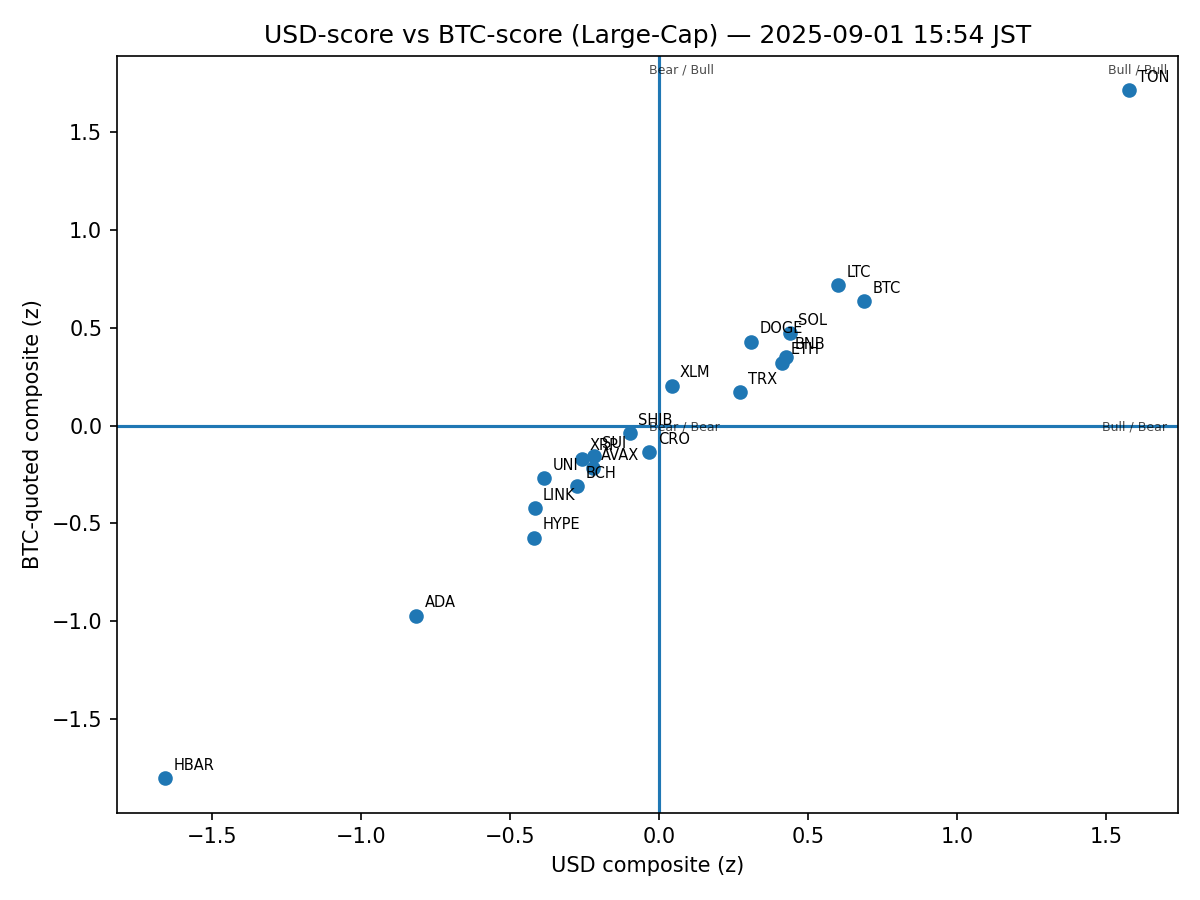 USD-score vs BTC-score (Large-Cap) — 2025-09-01 15:54 JST
Bear / Bull
Bull / Bull
TON
1.5
1.0
LTC
BTC
0.5
SOL
DOGE
BNB
ETH
XLM
TRX
0.0
SHIB
Bear / Bear
Bull / Bear
CRO
XRP
SUI
AVAX
UNI
BCH
LINK
−0.5
HYPE
ADA
−1.0
−1.5
HBAR
BTC-quoted composite (z)
−1.5 −1.0 −0.5 0.0 0.5 1.0 1.5
USD composite (z)